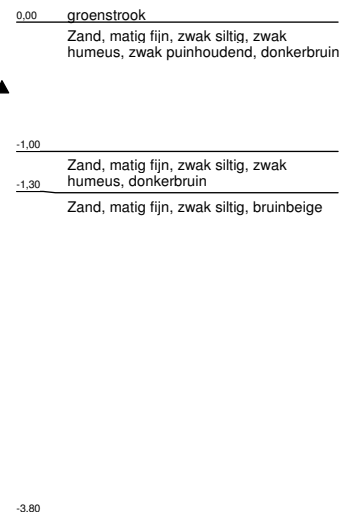 0,00 groenstrook
Zand, matig fijn, zwak siltig, zwak
humeus, zwak puinhoudend, donkerbruin
-1,00
Zand, matig fijn, zwak siltig, zwak
-1,30 humeus, donkerbruin
Zand, matig fijn, zwak siltig, bruinbeige
-3,80